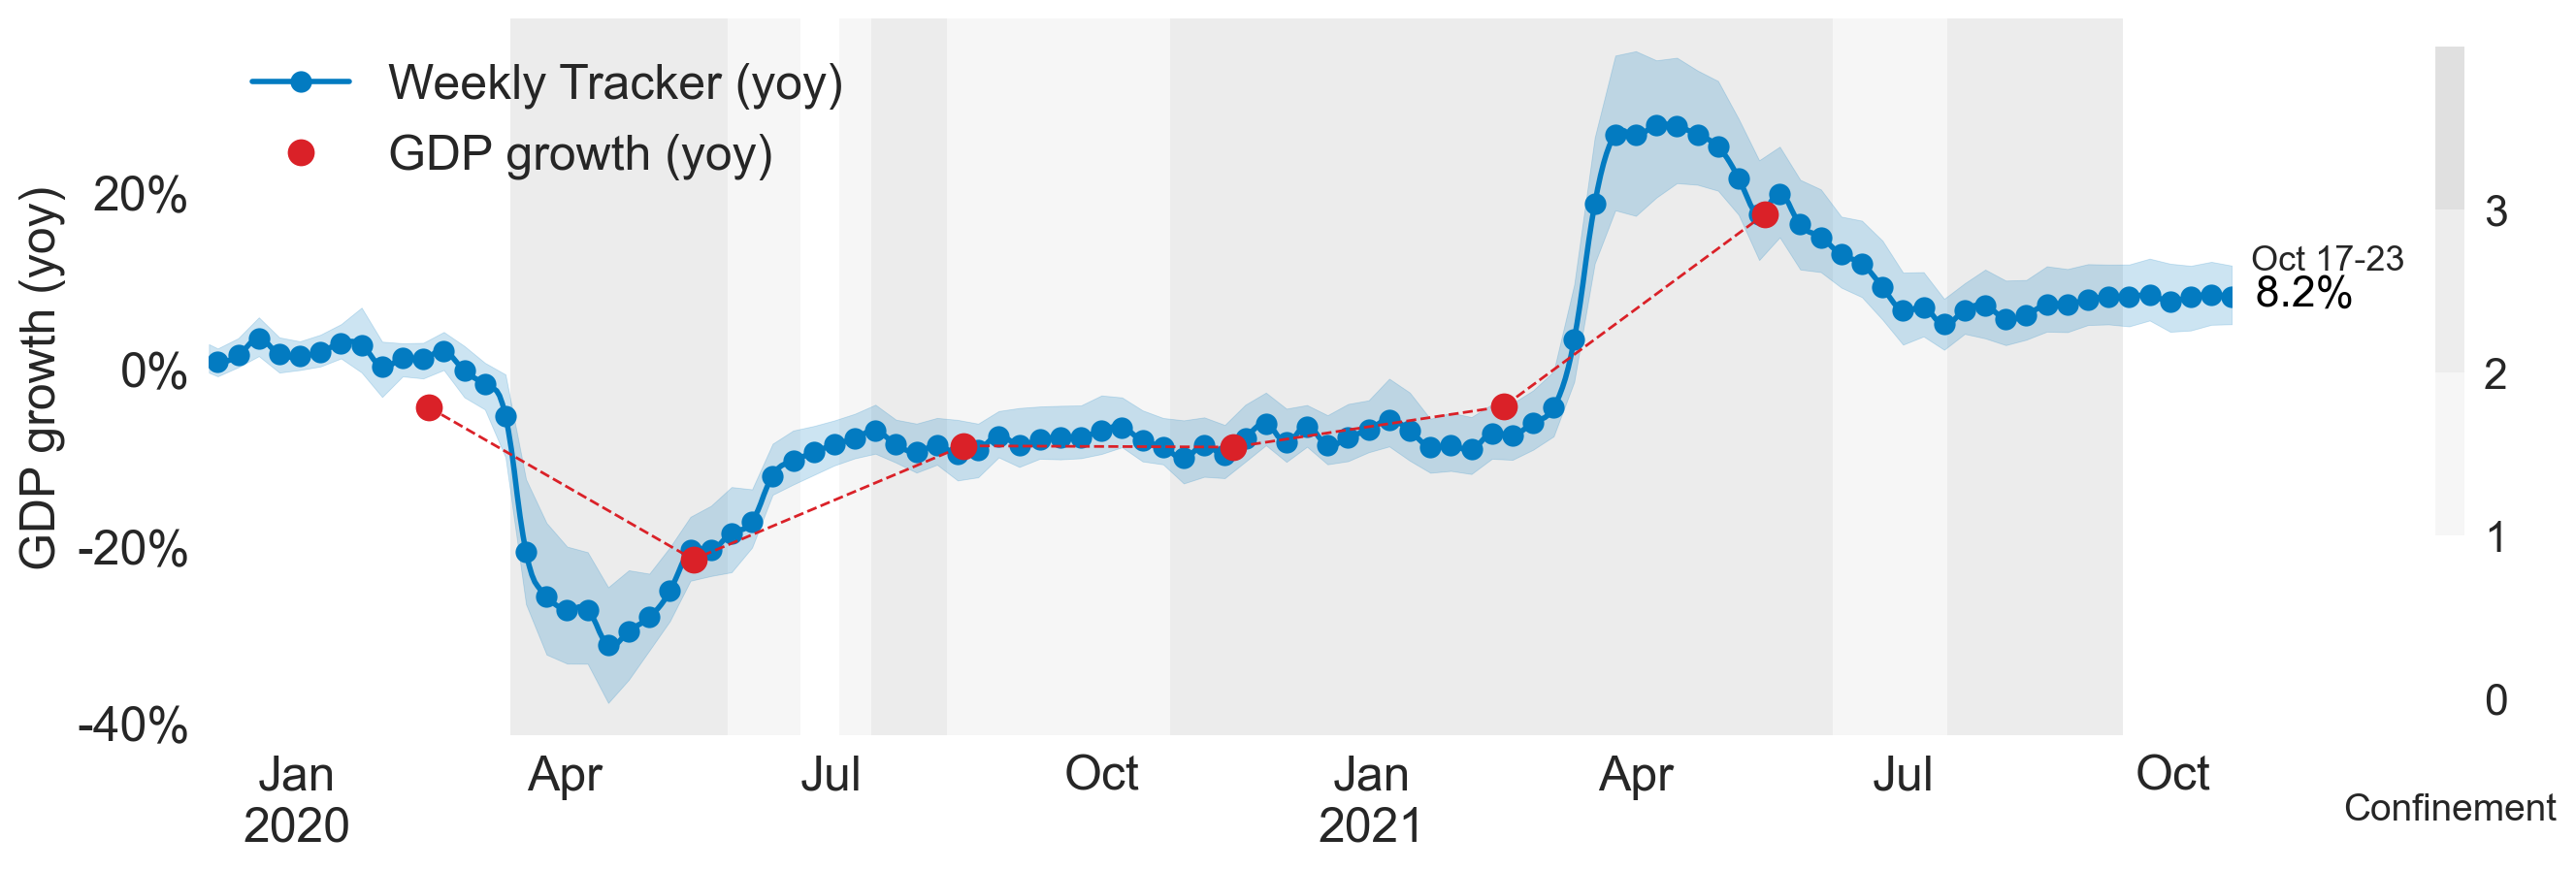 Weekly Tracker (yoy)
GDP growth (yoy)
GDP growth (yoy)
20%
0%
-20%
-40%
Jan
2020
Apr
Jul
Oct
Jan
2021
Apr
Jul
Oct
Oct 17-23
8.2%
3
2
1
0
Confinement